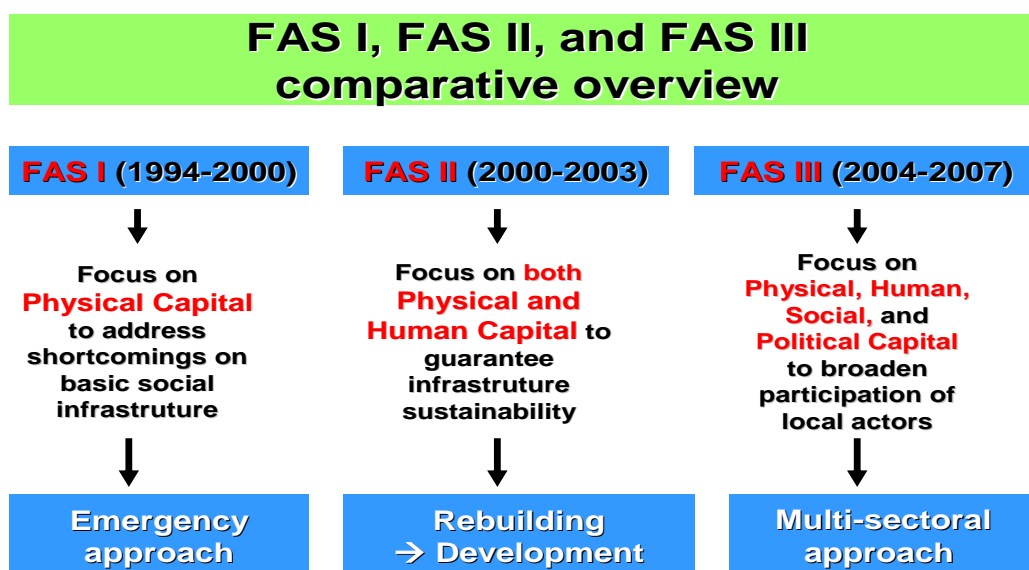 FAS I, FAS II, and FAS III
comparative overview
FAS I (1994-2000)
Focus on
Physical Capital
to address
shortcomings on
basic social
infrastruture
Emergency
approach
FAS II (2000-2003)
Focus on both
Physical and
Human Capital to
guarantee
infrastruture
sustainability
Rebuilding
→ Development
FAS III (2004-2007)
Focus on
Physical, Human,
Social, and
Political Capital
to broaden
participation of
local actors
Multi-sectoral
approach